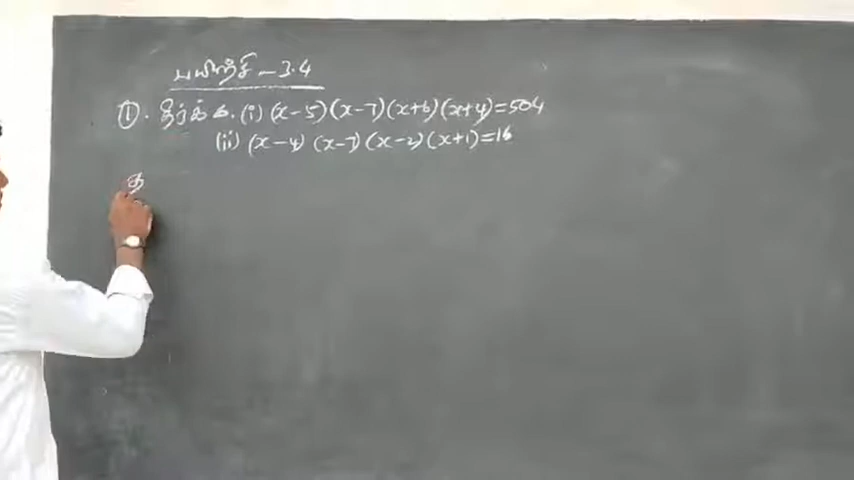 பயிற்சி - 3.4
①. தீர்க்க. (i) (x-5)(x-7)(x+6)(x+4)=504
(ii) (x-4)(x-7)(x-2)(x+1)=16
தீ